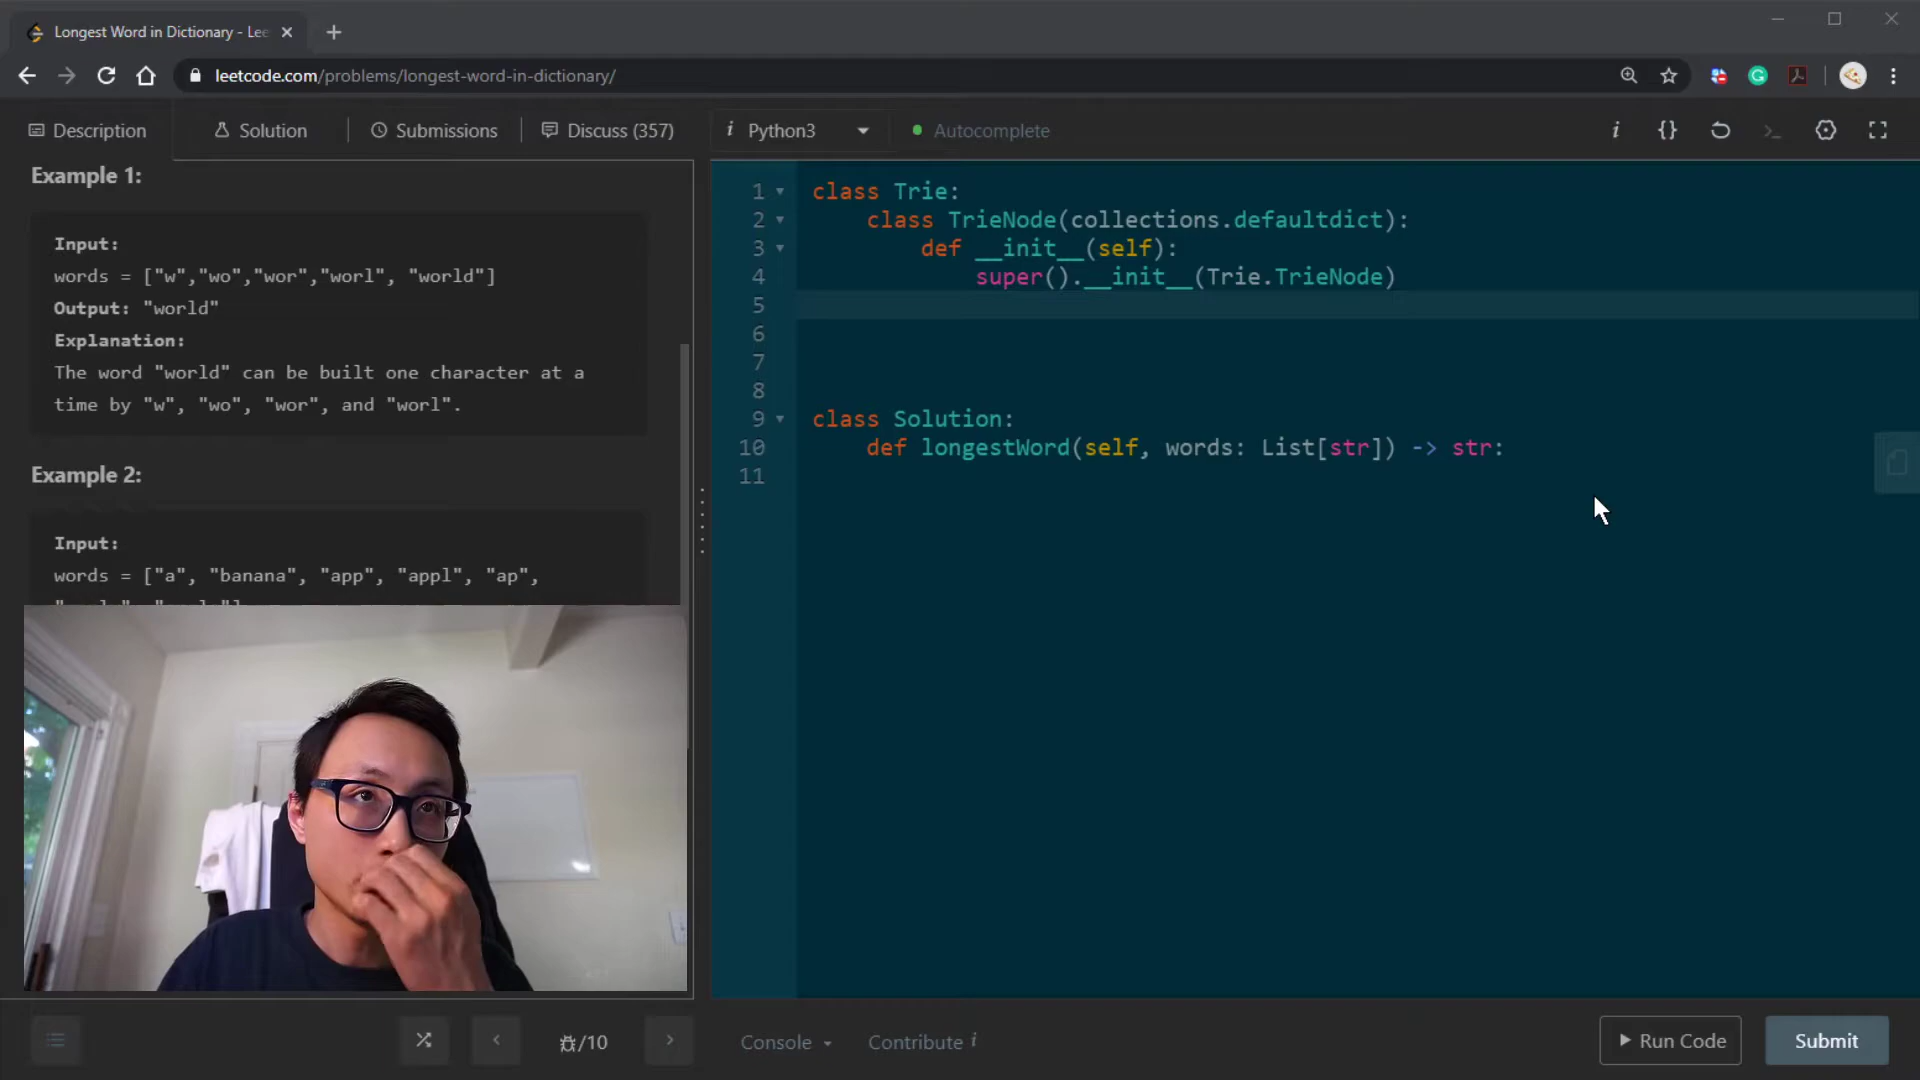 Longest Word in Dictionary - Lee
leetcode.com/problems/longest-word-in-dictionary/
Description
Solution
Submissions
Discuss (357)
i Python3
Autocomplete
i {} >_
Example 1:
Input:
words = ["w","wo","wor","worl", "world"]
Output: "world"
Explanation:
The word "world" can be built one character at a
time by "w", "wo", "wor", and "worl".
Example 2:
Input:
words = ["a", "banana", "app", "appl", "ap",
1 class Trie:
2 class TrieNode(collections.defaultdict):
3 def __init__(self):
4 super().__init__(Trie.TrieNode)
5
6
7
8
9 class Solution:
10 def longestWord(self, words: List[str]) -> str:
11
/10
Console
Contribute i
Run Code
Submit